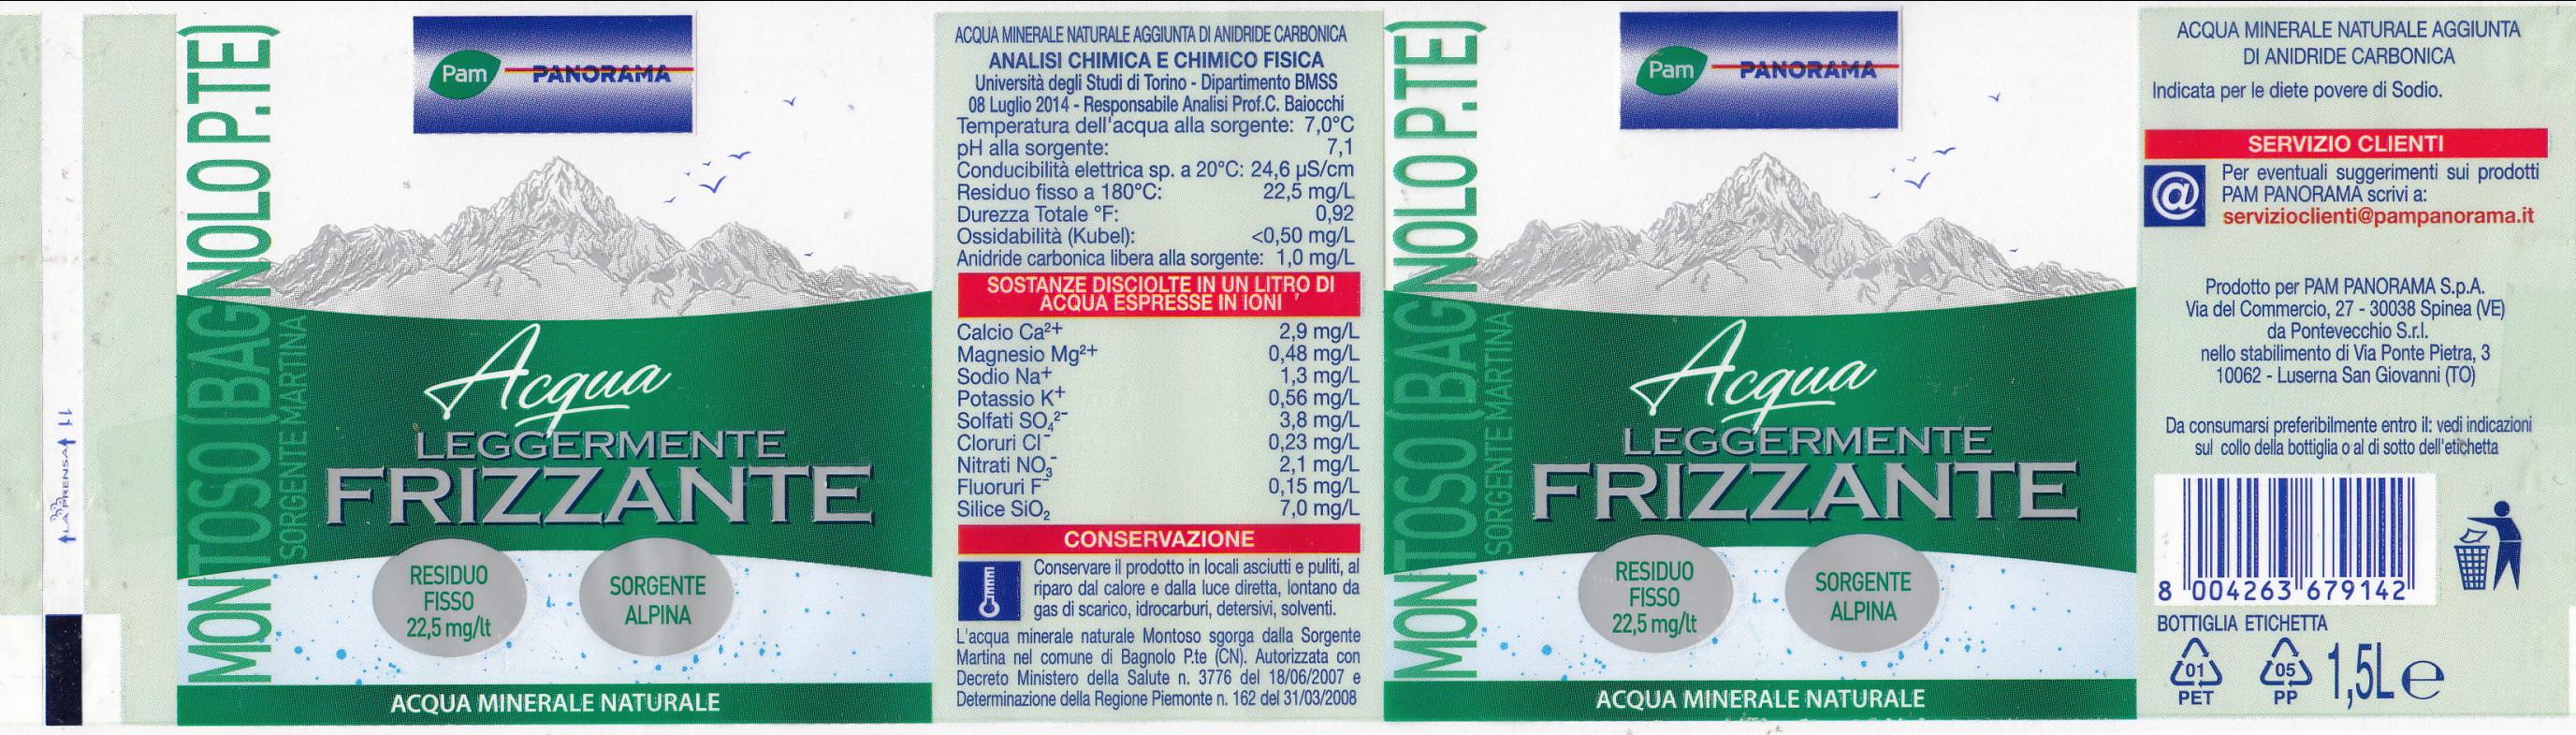 LA PRENSA 11
MONTOSO (BAGNOLO P.TE)
SORGENTE MARTINA
Pam PANORAMA
Acqua
LEGGERMENTE
FRIZZANTE
RESIDUO
FISSO
22,5 mg/lt
SORGENTE
ALPINA
ACQUA MINERALE NATURALE
ACQUA MINERALE NATURALE AGGIUNTA DI ANIDRIDE CARBONICA
ANALISI CHIMICA E CHIMICO FISICA
Università degli Studi di Torino - Dipartimento BMSS
08 Luglio 2014 - Responsabile Analisi Prof.C. Baiocchi
Temperatura dell'acqua alla sorgente: 7,0°C
pH alla sorgente: 7,1
Conducibilità elettrica sp. a 20°C: 24,6 µS/cm
Residuo fisso a 180°C: 22,5 mg/L
Durezza Totale °F: 0,92
Ossidabilità (Kubel): <0,50 mg/L
Anidride carbonica libera alla sorgente: 1,0 mg/L
SOSTANZE DISCIOLTE IN UN LITRO DI
ACQUA ESPRESSE IN IONI
Calcio Ca²⁺ 2,9 mg/L
Magnesio Mg²⁺ 0,48 mg/L
Sodio Na⁺ 1,3 mg/L
Potassio K⁺ 0,56 mg/L
Solfati SO₄²⁻ 3,8 mg/L
Cloruri Cl⁻ 0,23 mg/L
Nitrati NO₃⁻ 2,1 mg/L
Fluoruri F⁻ 0,15 mg/L
Silice SiO₂ 7,0 mg/L
CONSERVAZIONE
Conservare il prodotto in locali asciutti e puliti, al
riparo dal calore e dalla luce diretta, lontano da
gas di scarico, idrocarburi, detersivi, solventi.
L'acqua minerale naturale Montoso sgorga dalla Sorgente
Martina nel comune di Bagnolo P.te (CN). Autorizzata con
Decreto Ministero della Salute n. 3776 del 18/06/2007 e
Determinazione della Regione Piemonte n. 162 del 31/03/2008
MONTOSO (BAGNOLO P.TE)
SORGENTE MARTINA
Pam PANORAMA
Acqua
LEGGERMENTE
FRIZZANTE
RESIDUO
FISSO
22,5 mg/lt
SORGENTE
ALPINA
ACQUA MINERALE NATURALE
ACQUA MINERALE NATURALE AGGIUNTA
DI ANIDRIDE CARBONICA
Indicata per le diete povere di Sodio.
SERVIZIO CLIENTI
@
Per eventuali suggerimenti sui prodotti
PAM PANORAMA scrivi a:
servizioclienti@pampanorama.it
Prodotto per PAM PANORAMA S.p.A.
Via del Commercio, 27 - 30038 Spinea (VE)
da Pontevecchio S.r.l.
nello stabilimento di Via Ponte Pietra, 3
10062 - Luserna San Giovanni (TO)
Da consumarsi preferibilmente entro il: vedi indicazioni
sul collo della bottiglia o al di sotto dell'etichetta
8 004263 679142
BOTTIGLIA ETICHETTA
01 05 1,5L e
PET PP